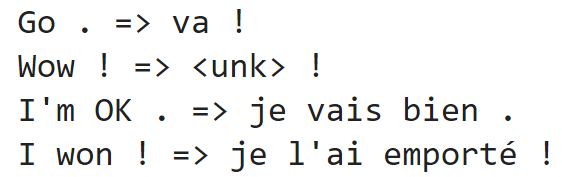 Go . => va !
Wow ! => <unk> !
I'm OK . => je vais bien .
I won ! => je l'ai emporté !